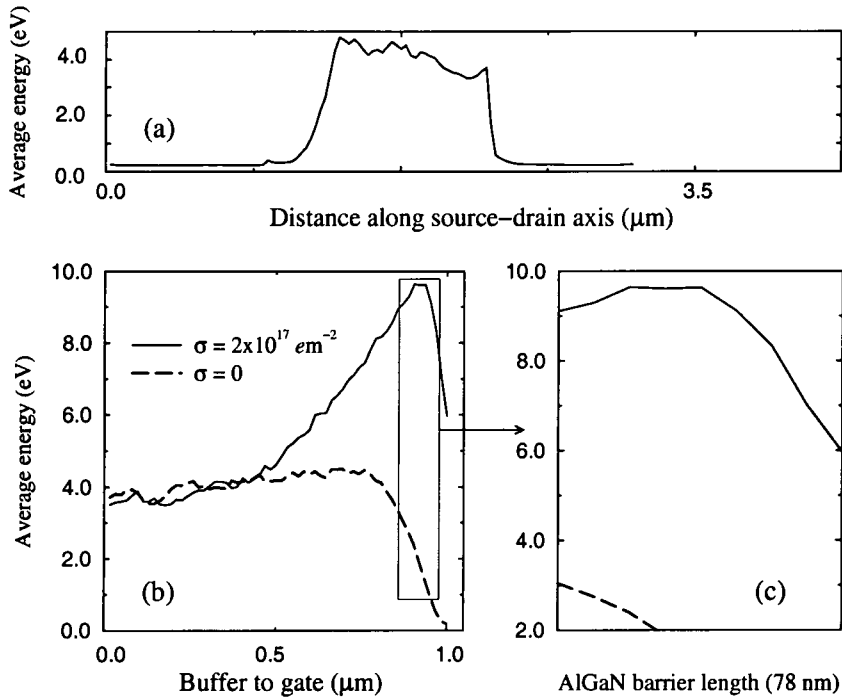 Average energy (eV)
4.0
2.0
0.0
(a)
0.0
3.5
Distance along source–drain axis (μm)
Average energy (eV)
10.0
8.0
6.0
4.0
2.0
0.0
σ = 2x10¹⁷ em⁻²
σ = 0
(b)
0.0
0.5
1.0
Buffer to gate (μm)
10.0
8.0
6.0
4.0
2.0
(c)
AlGaN barrier length (78 nm)